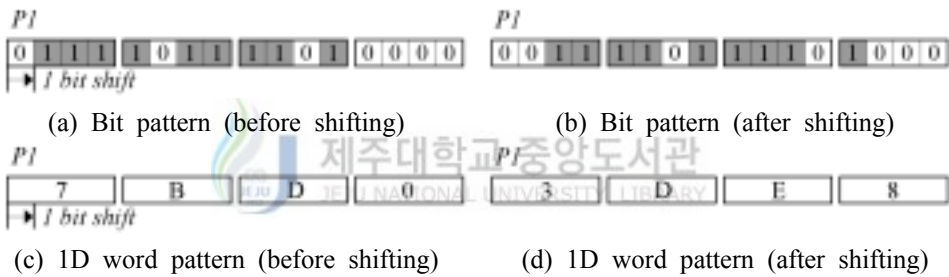 P1 P1
0 1 1 1 1 0 1 1 1 1 0 1 0 0 0 0 0 0 1 1 1 1 0 1 1 1 1 0 1 0 0 0
1 bit shift
(a) Bit pattern (before shifting) (b) Bit pattern (after shifting)
제주대학교 중앙도서관
P1 P1
7 B D 0 3 D E 8
JEJU NATIONAL UNIVERSITY LIBRARY
1 bit shift
(c) 1D word pattern (before shifting) (d) 1D word pattern (after shifting)